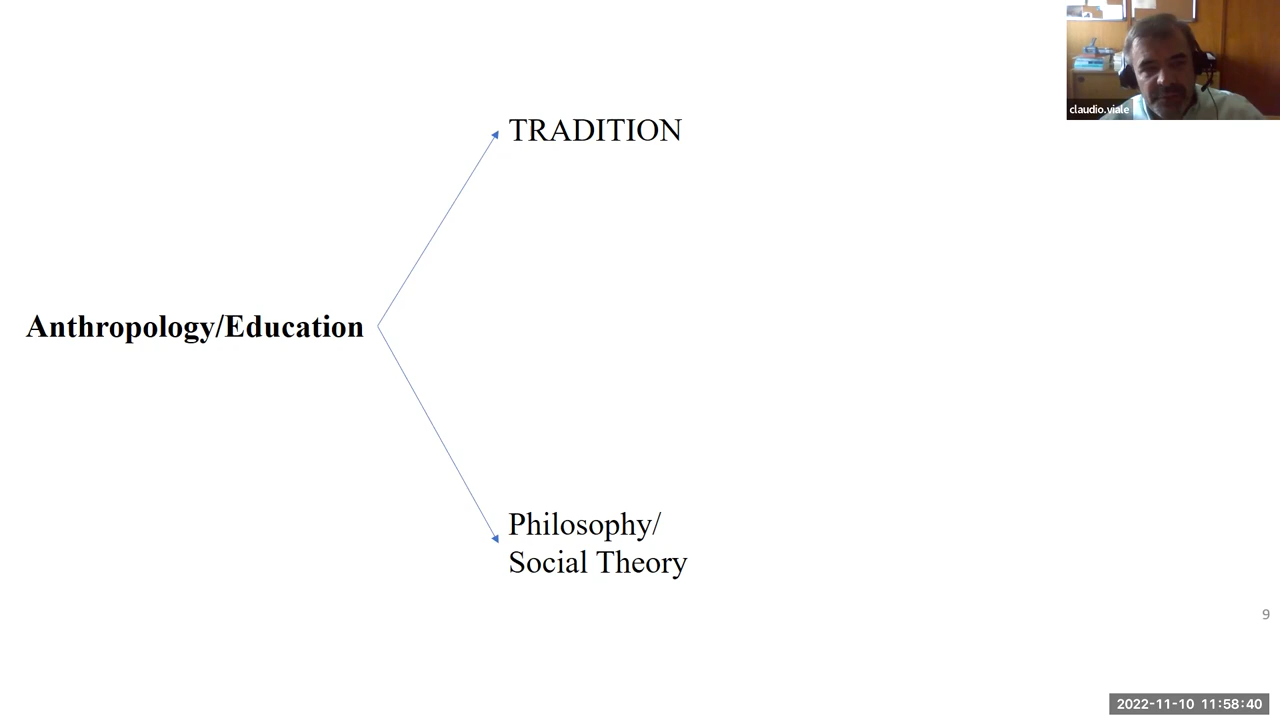 claudio.viale
TRADITION
Anthropology/Education
Philosophy/
Social Theory
9
2022-11-10 11:58:40